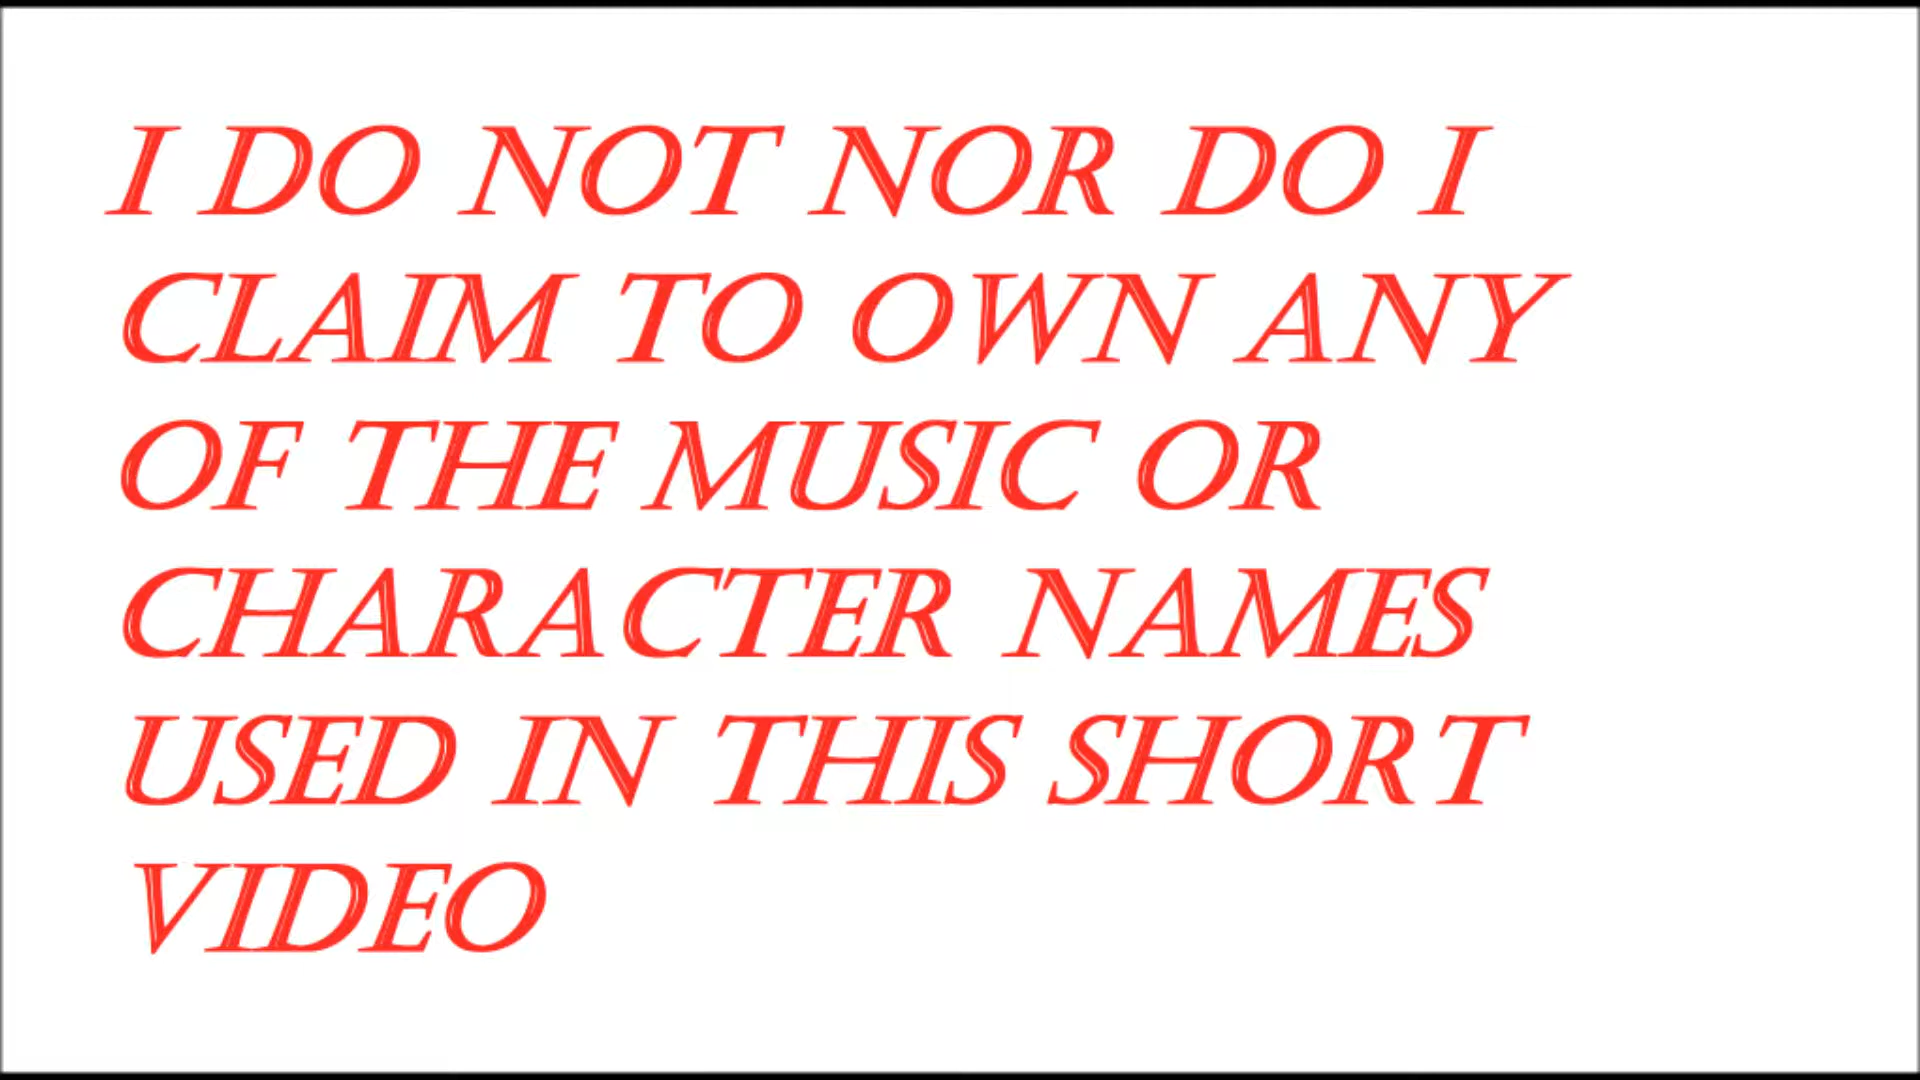 I DO NOT NOR DO I
CLAIM TO OWN ANY
OF THE MUSIC OR
CHARACTER NAMES
USED IN THIS SHORT
VIDEO